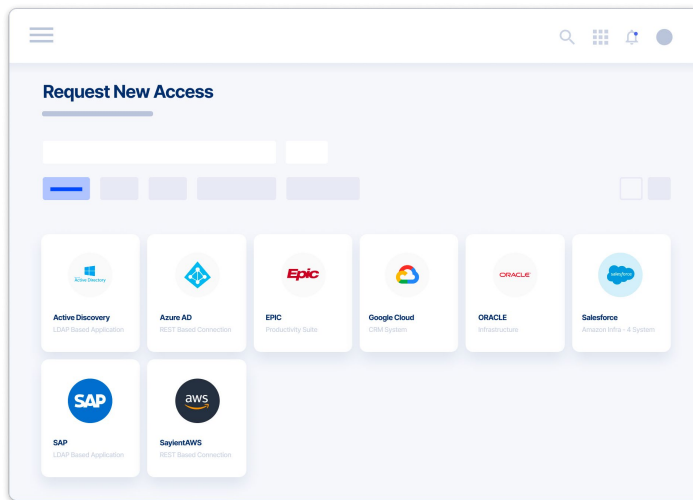 Request New Access
Active Directory
Active Discovery
LDAP Based Application
Azure AD
REST Based Connection
Epic
EPIC
Productivity Suite
Google Cloud
CRM System
ORACLE
ORACLE
Infrastructure
salesforce
Salesforce
Amazon Infra - 4 System
SAP
SAP
LDAP Based Application
aws
SayientAWS
REST Based Connection